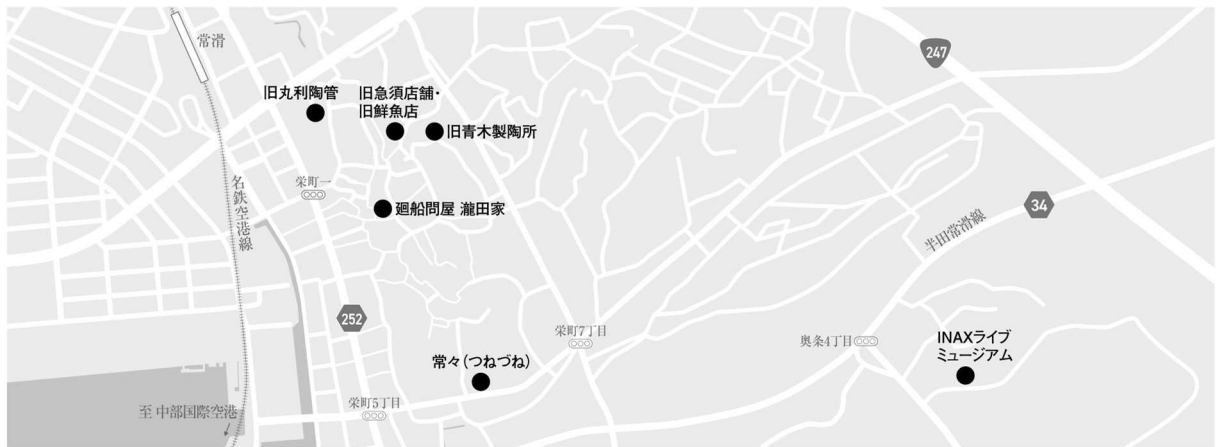 常滑
247
旧丸利陶管
旧急須店舗・
旧鮮魚店
旧青木製陶所
名鉄空港線
栄町一
廻船問屋 瀧田家
34
半田常滑線
252
栄町7丁目
奥条4丁目
INAXライブ
ミュージアム
常々(つねづね)
栄町5丁目
至 中部国際空港